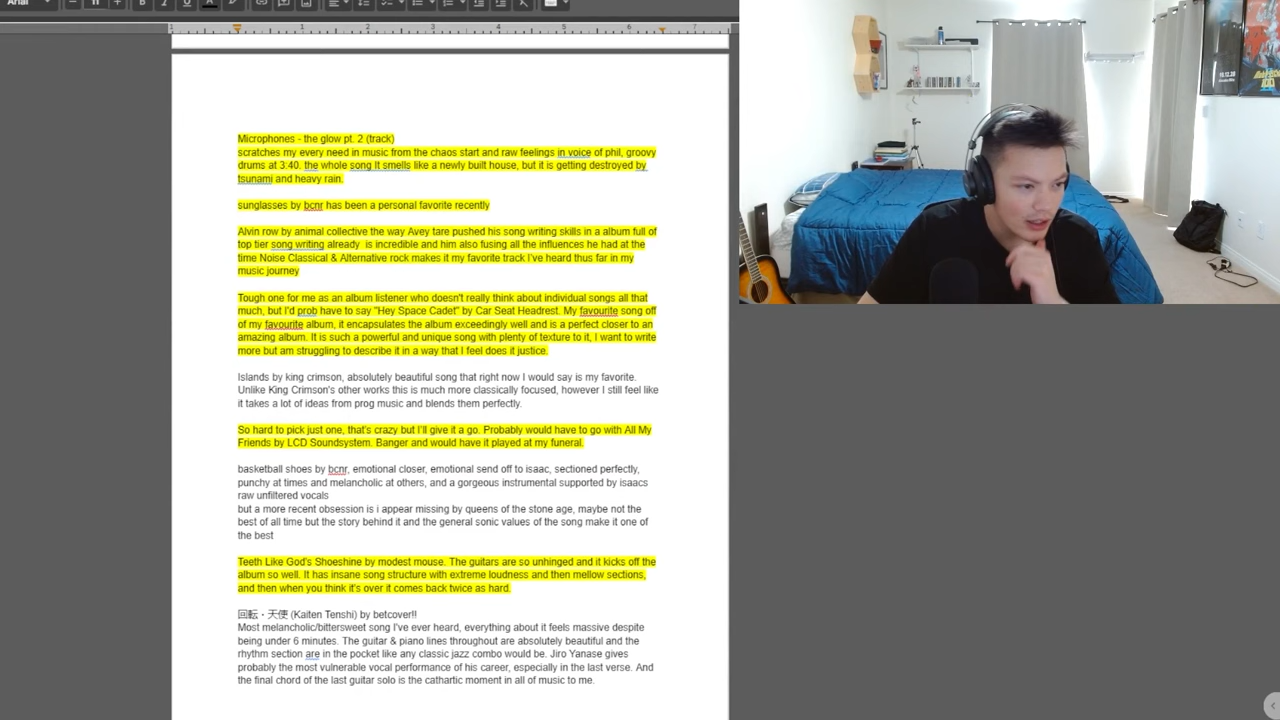 Arial
B I U A
1 1 2 3 4 5 6 7
Microphones - the glow pt. 2 (track)
scratches my every need in music from the chaos start and raw feelings in voice of phil, groovy
drums at 3:40. the whole song It smells like a newly built house, but it is getting destroyed by
tsunami and heavy rain.
sunglasses by bcnr has been a personal favorite recently
Alvin row by animal collective the way Avey tare pushed his song writing skills in a album full of
top tier song writing already is incredible and him also fusing all the influences he had at the
time Noise Classical & Alternative rock makes it my favorite track I've heard thus far in my
music journey
Tough one for me as an album listener who doesn't really think about individual songs all that
much, but I'd prob have to say "Hey Space Cadet" by Car Seat Headrest. My favourite song off
of my favourite album, it encapsulates the album exceedingly well and is a perfect closer to an
amazing album. It is such a powerful and unique song with plenty of texture to it, I want to write
more but am struggling to describe it in a way that I feel does it justice.
Islands by king crimson, absolutely beautiful song that right now I would say is my favorite.
Unlike King Crimson's other works this is much more classically focused, however I still feel like
it takes a lot of ideas from prog music and blends them perfectly.
So hard to pick just one, that's crazy but I'll give it a go. Probably would have to go with All My
Friends by LCD Soundsystem. Banger and would have it played at my funeral.
basketball shoes by bcnr, emotional closer, emotional send off to isaac, sectioned perfectly,
punchy at times and melancholic at others, and a gorgeous instrumental supported by isaacs
raw unfiltered vocals
but a more recent obsession is i appear missing by queens of the stone age, maybe not the
best of all time but the story behind it and the general sonic values of the song make it one of
the best
Teeth Like God's Shoeshine by modest mouse. The guitars are so unhinged and it kicks off the
album so well. It has insane song structure with extreme loudness and then mellow sections,
and then when you think it's over it comes back twice as hard.
回転・天使 (Kaiten Tenshi) by betcover!!
Most melancholic/bittersweet song I've ever heard, everything about it feels massive despite
being under 6 minutes. The guitar & piano lines throughout are absolutely beautiful and the
rhythm section are in the pocket like any classic jazz combo would be. Jiro Yanase gives
probably the most vulnerable vocal performance of his career, especially in the last verse. And
the final chord of the last guitar solo is the cathartic moment in all of music to me.